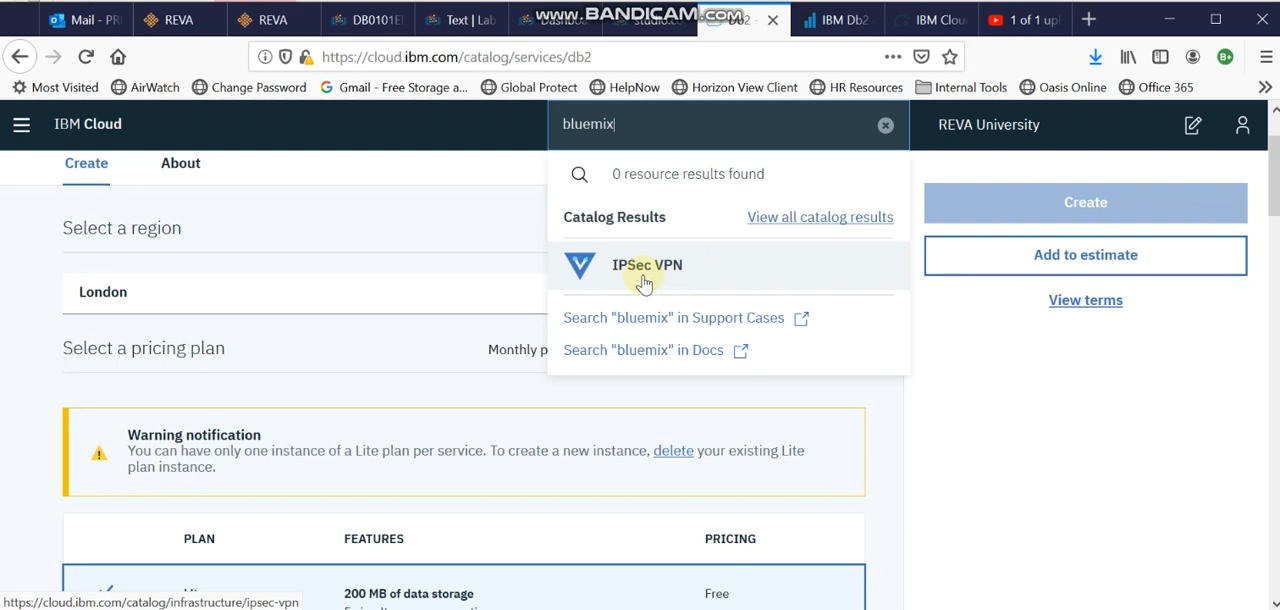 Mail - PRI
REVA
REVA
DB0101E
Text | Lab
www.BANDICAM.com
IBM Db2
IBM Clou
1 of 1 upl
https://cloud.ibm.com/catalog/services/db2
Most Visited
AirWatch
Change Password
Gmail - Free Storage a...
Global Protect
HelpNow
Horizon View Client
HR Resources
Internal Tools
Oasis Online
Office 365
IBM Cloud
bluemix
REVA University
Create
About
0 resource results found
Catalog Results
View all catalog results
IPSec VPN
Search "bluemix" in Support Cases
Search "bluemix" in Docs
Create
Add to estimate
View terms
Select a region
London
Select a pricing plan
Monthly p
Warning notification
You can have only one instance of a Lite plan per service. To create a new instance, delete your existing Lite
plan instance.
PLAN FEATURES PRICING
200 MB of data storage
Free
https://cloud.ibm.com/catalog/infrastructure/ipsec-vpn